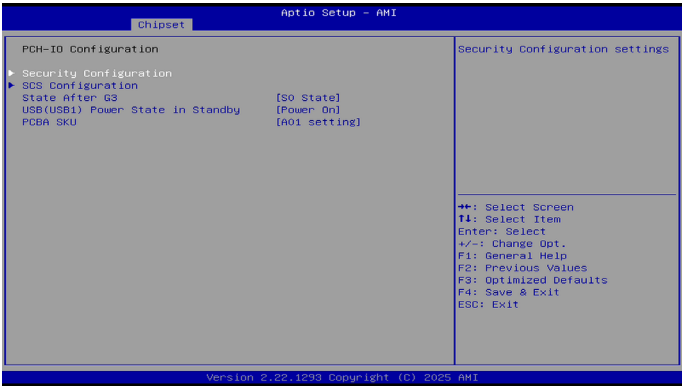 Aptio Setup - AMI
Chipset
PCH-IO Configuration
Security Configuration settings
Security Configuration
SCS Configuration
State After G3 [S0 State]
USB(USB1) Power State in Standby [Power On]
PCBA SKU [A01 setting]
→←: Select Screen
↑↓: Select Item
Enter: Select
+/-: Change Opt.
F1: General Help
F2: Previous Values
F3: Optimized Defaults
F4: Save & Exit
ESC: Exit
Version 2.22.1293 Copyright (C) 2025 AMI